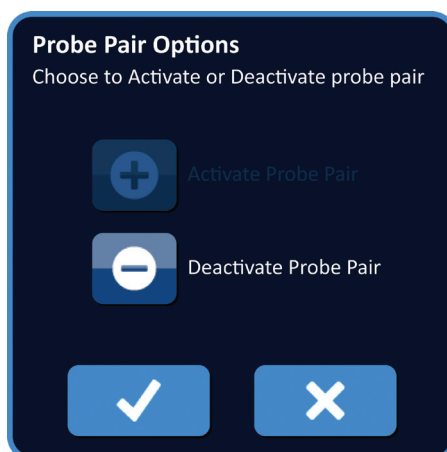 Probe Pair Options
Choose to Activate or Deactivate probe pair
Activate Probe Pair
Deactivate Probe Pair